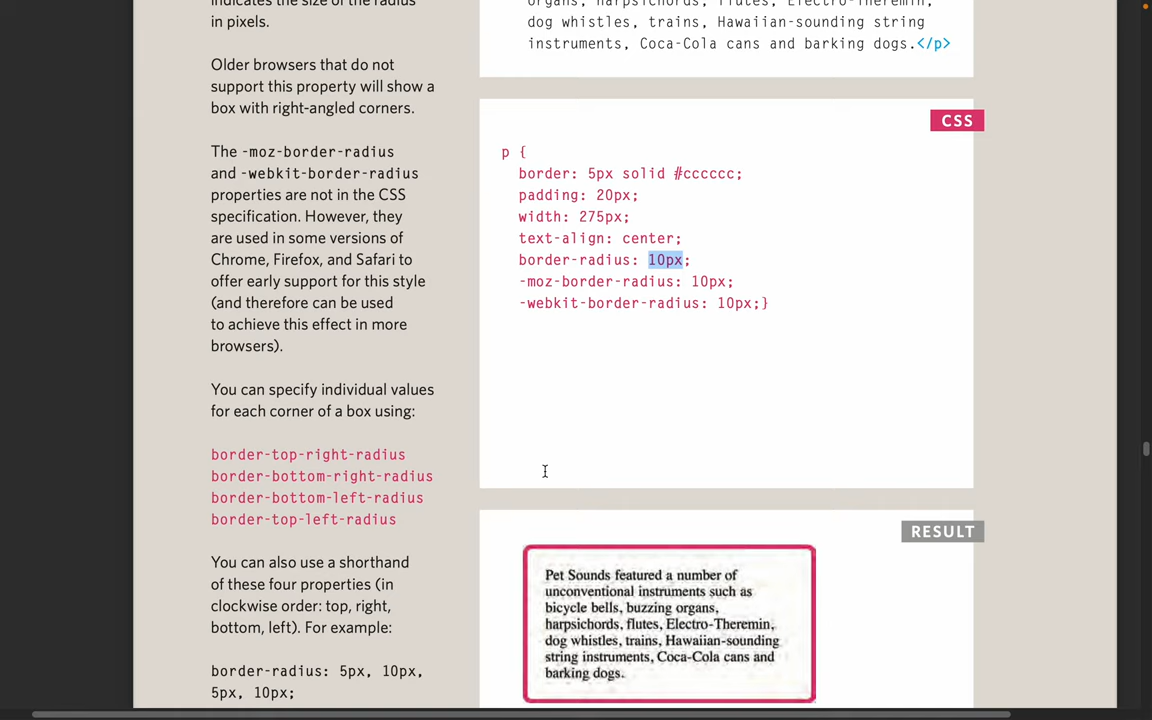 indicates the size of the radius
in pixels.
Older browsers that do not
support this property will show a
box with right-angled corners.
The -moz-border-radius
and -webkit-border-radius
properties are not in the CSS
specification. However, they
are used in some versions of
Chrome, Firefox, and Safari to
offer early support for this style
(and therefore can be used
to achieve this effect in more
browsers).
You can specify individual values
for each corner of a box using:
border-top-right-radius
border-bottom-right-radius
border-bottom-left-radius
border-top-left-radius
You can also use a shorthand
of these four properties (in
clockwise order: top, right,
bottom, left). For example:
border-radius: 5px, 10px,
5px, 10px;
organs, harpsichords, flutes, Electro-Theremin,
dog whistles, trains, Hawaiian-sounding string
instruments, Coca-Cola cans and barking dogs.</p>
CSS
p {
border: 5px solid #cccccc;
padding: 20px;
width: 275px;
text-align: center;
border-radius: 10px;
-moz-border-radius: 10px;
-webkit-border-radius: 10px;}
RESULT
Pet Sounds featured a number of
unconventional instruments such as
bicycle bells, buzzing organs,
harpsichords, flutes, Electro-Theremin,
dog whistles, trains, Hawaiian-sounding
string instruments, Coca-Cola cans and
barking dogs.